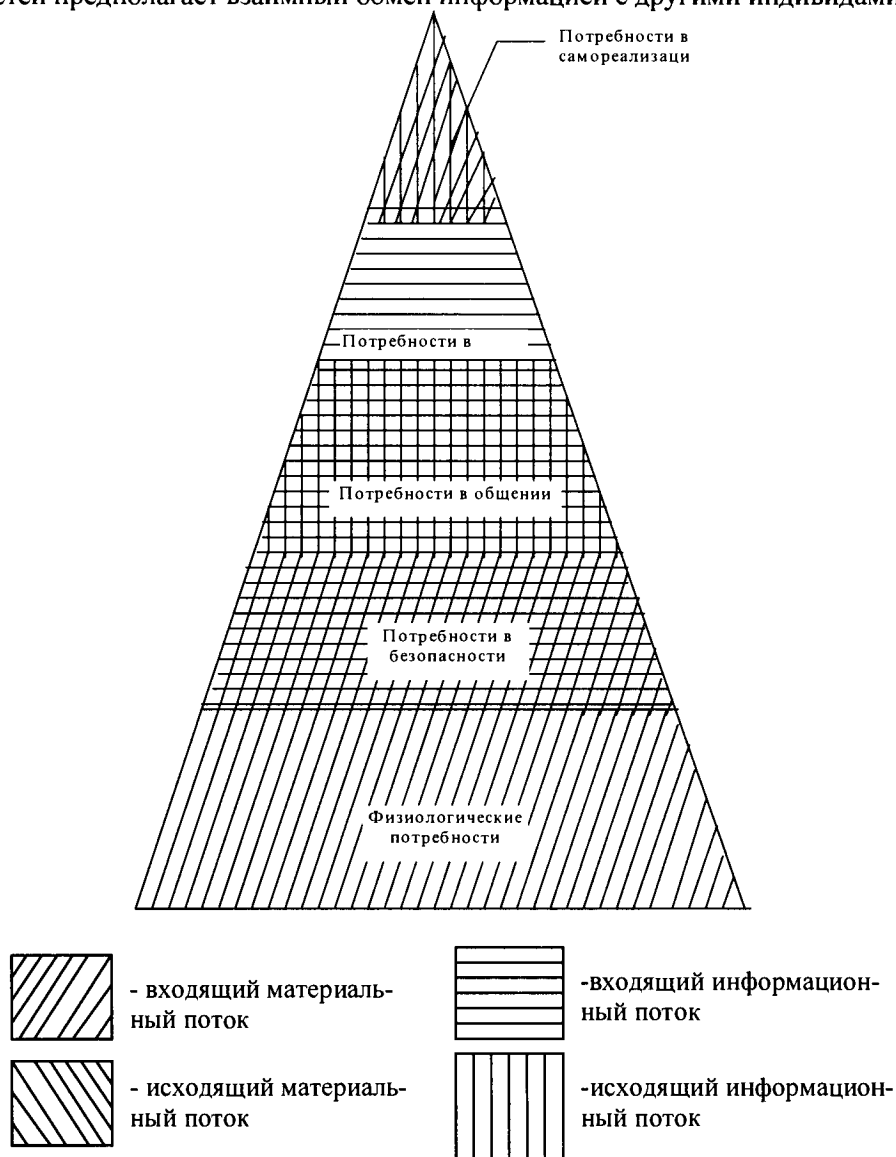 стей предполагает взаимный обмен информацией с другими индивидами
Потребности в
самореализаци
Потребности в
Потребности в общении
Потребности в
безопасности
Физиологические
потребности
- входящий материаль-
ный поток
-входящий информацион-
ный поток
- исходящий материаль-
ный поток
-исходящий информацион-
ный поток